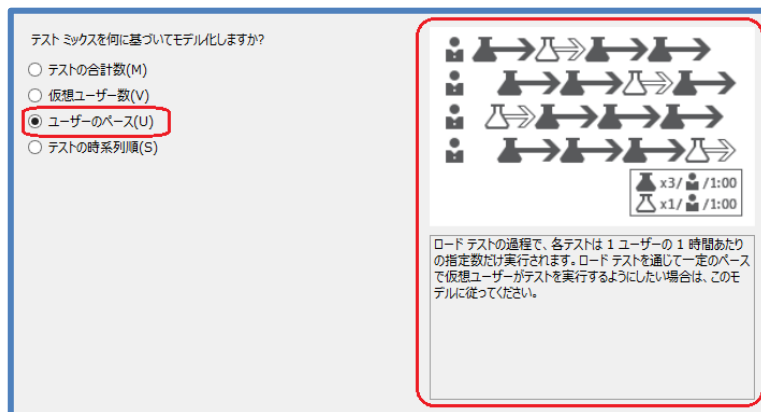 テスト ミックスを何に基づいてモデル化しますか?
テストの合計数(M)
仮想ユーザー数(V)
ユーザーのペース(U)
テストの時系列順(S)
x3/ /1:00
x1/ /1:00
ロード テストの過程で、各テストは 1 ユーザーの 1 時間あたり
の指定数だけ実行されます。ロード テストを通じて一定のペース
で仮想ユーザーがテストを実行するようにしたい場合は、このモ
デルに従ってください。